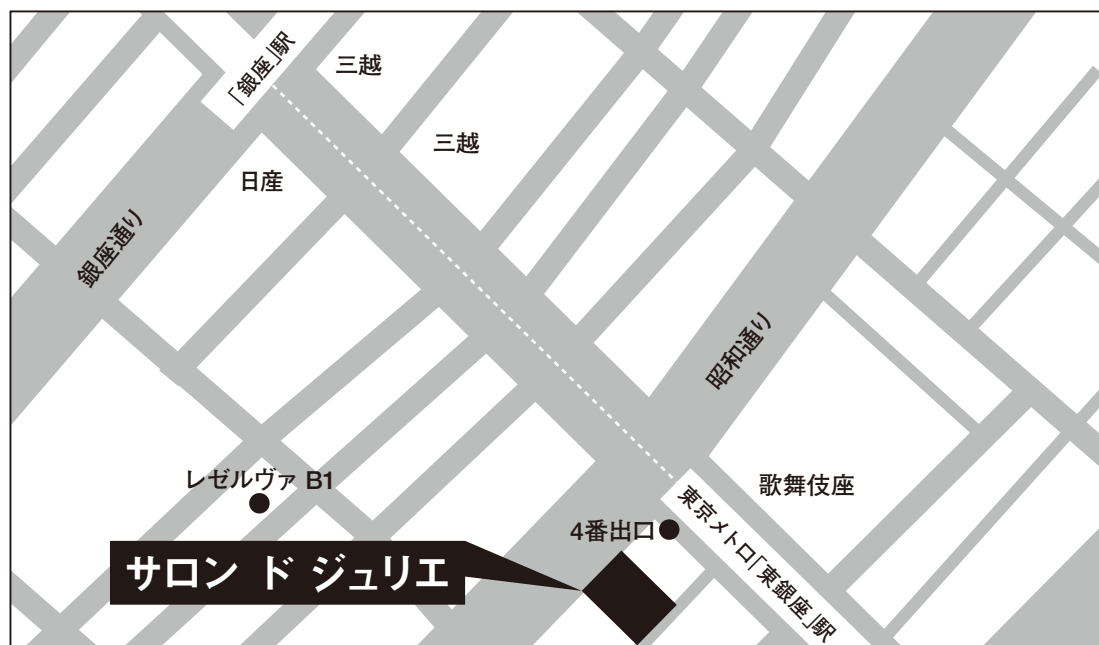 「銀座」駅
三越
三越
日産
銀座通り
昭和通り
レゼルヴァ B1
歌舞伎座
4番出口
東京メトロ「東銀座」駅
サロン ド ジュリエ